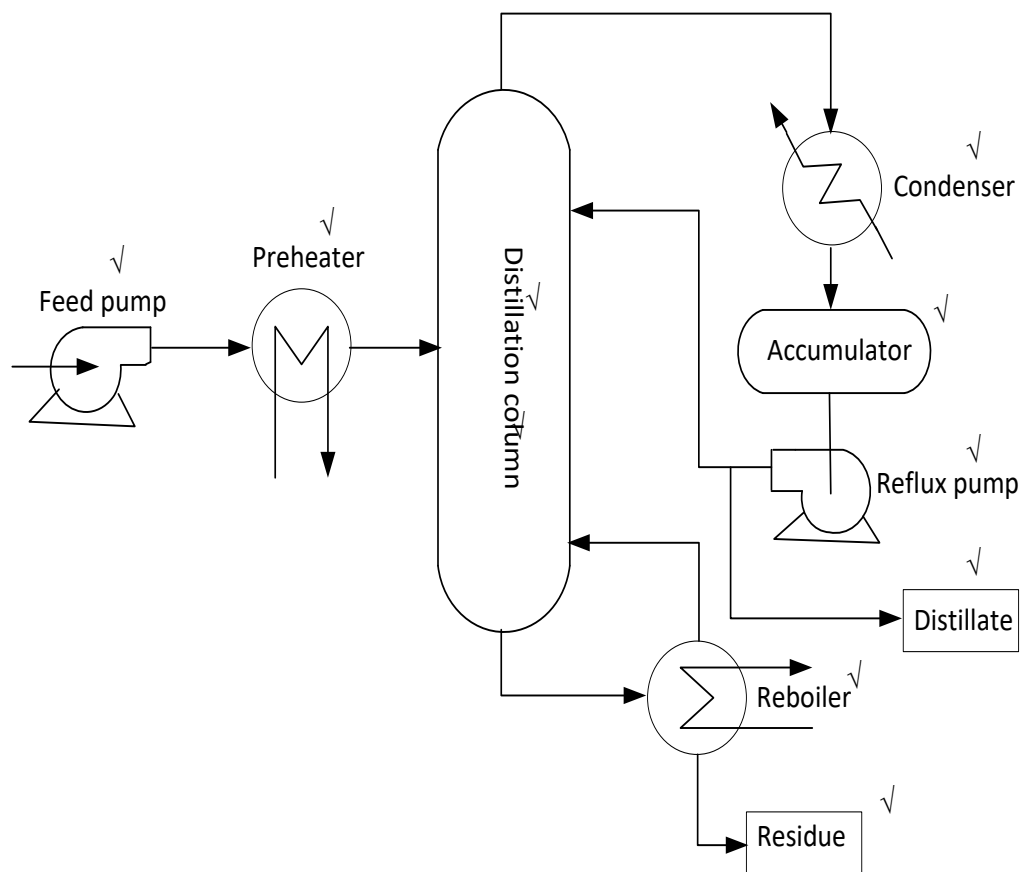 √
Condenser
√
Preheater
√
Feed pump
√
√
Distillation column
√
Accumulator
√
Reflux pump
√
Distillate
√
Reboiler
√
Residue